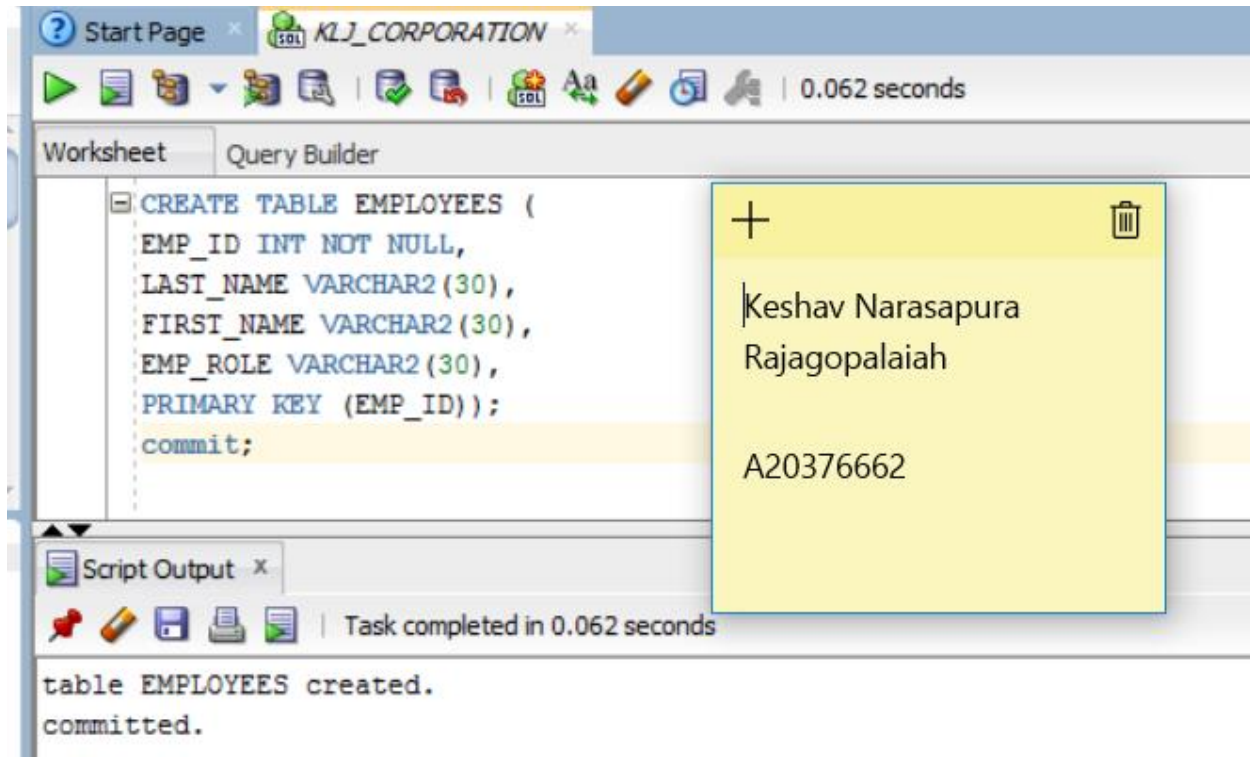 Start Page
KLJ_CORPORATION
SQL
SQL
0.062 seconds
Worksheet
Query Builder
CREATE TABLE EMPLOYEES (
EMP_ID INT NOT NULL,
LAST_NAME VARCHAR2(30),
FIRST_NAME VARCHAR2(30),
EMP_ROLE VARCHAR2(30),
PRIMARY KEY (EMP_ID));
commit;
Keshav Narasapura
Rajagopalaiah
A20376662
Script Output
Task completed in 0.062 seconds
table EMPLOYEES created.
committed.